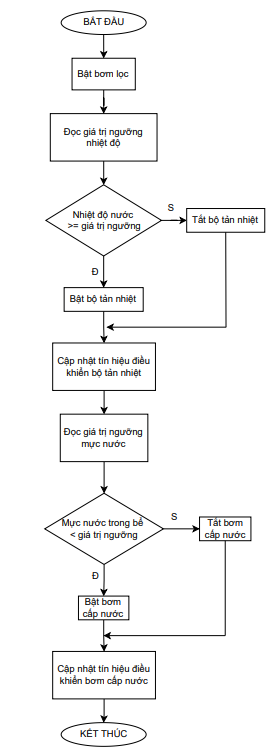 BẮT ĐẦU
Bật bơm lọc
Đọc giá trị ngưỡng
nhiệt độ
Nhiệt độ nước
>= giá trị ngưỡng
S
Tắt bộ tản nhiệt
Đ
Bật bộ tản nhiệt
Cập nhật tín hiệu điều
khiển bộ tản nhiệt
Đọc giá trị ngưỡng
mực nước
Mực nước trong bể
< giá trị ngưỡng
S
Tắt bơm
cấp nước
Đ
Bật bơm
cấp nước
Cập nhật tín hiệu điều
khiển bơm cấp nước
KẾT THÚC